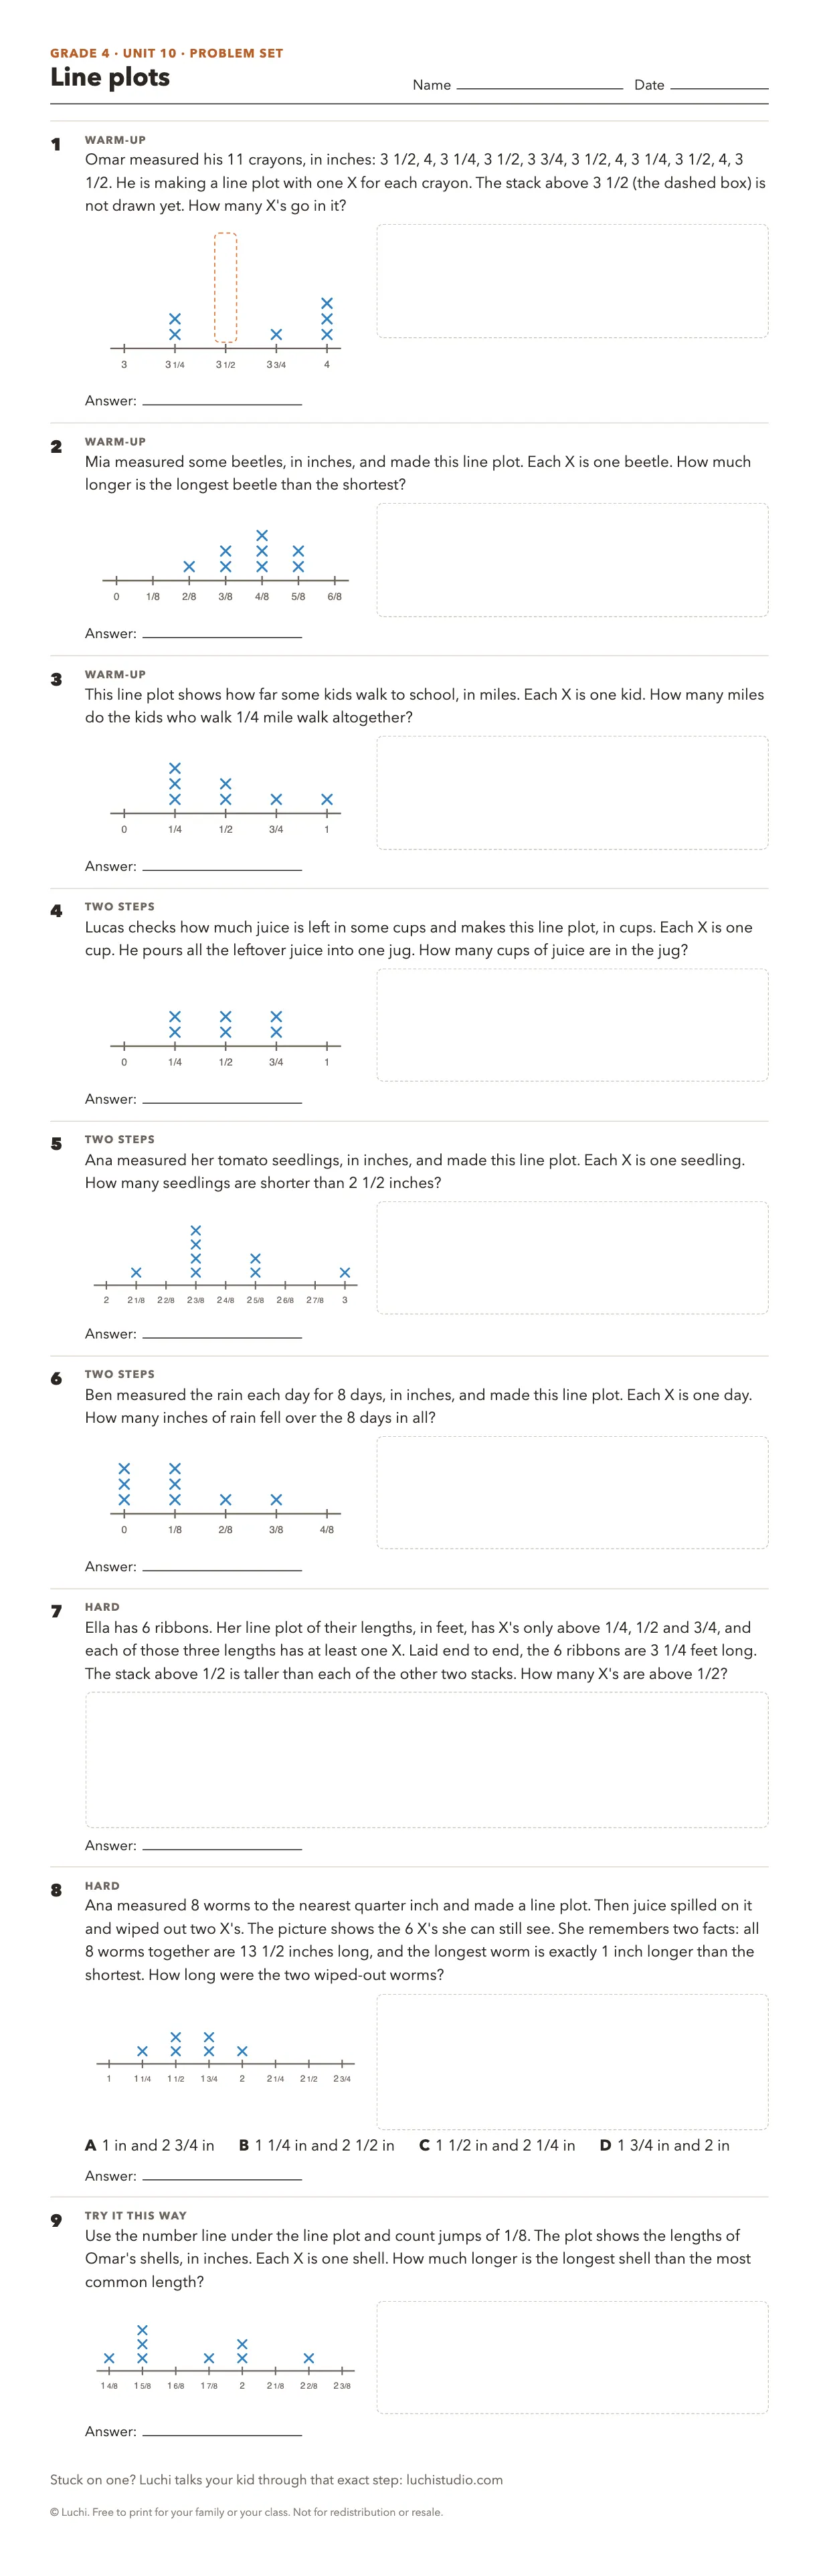 GRADE 4 · UNIT 10 · PROBLEM SET
Line plots
Name
Date
1
WARM-UP
Omar measured his 11 crayons, in inches: 3 1/2, 4, 3 1/4, 3 1/2, 3 3/4, 3 1/2, 4, 3 1/4, 3 1/2, 4, 3
1/2. He is making a line plot with one X for each crayon. The stack above 3 1/2 (the dashed box) is
not drawn yet. How many X's go in it?
3 3 1/4 3 1/2 3 3/4 4
Answer:
2
WARM-UP
Mia measured some beetles, in inches, and made this line plot. Each X is one beetle. How much
longer is the longest beetle than the shortest?
0 1/8 2/8 3/8 4/8 5/8 6/8
Answer:
3
WARM-UP
This line plot shows how far some kids walk to school, in miles. Each X is one kid. How many miles
do the kids who walk 1/4 mile walk altogether?
0 1/4 1/2 3/4 1
Answer:
4
TWO STEPS
Lucas checks how much juice is left in some cups and makes this line plot, in cups. Each X is one
cup. He pours all the leftover juice into one jug. How many cups of juice are in the jug?
0 1/4 1/2 3/4 1
Answer:
5
TWO STEPS
Ana measured her tomato seedlings, in inches, and made this line plot. Each X is one seedling.
How many seedlings are shorter than 2 1/2 inches?
2 2 1/8 2 2/8 2 3/8 2 4/8 2 5/8 2 6/8 2 7/8 3
Answer:
6
TWO STEPS
Ben measured the rain each day for 8 days, in inches, and made this line plot. Each X is one day.
How many inches of rain fell over the 8 days in all?
0 1/8 2/8 3/8 4/8
Answer:
7
HARD
Ella has 6 ribbons. Her line plot of their lengths, in feet, has X's only above 1/4, 1/2 and 3/4, and
each of those three lengths has at least one X. Laid end to end, the 6 ribbons are 3 1/4 feet long.
The stack above 1/2 is taller than each of the other two stacks. How many X's are above 1/2?
Answer:
8
HARD
Ana measured 8 worms to the nearest quarter inch and made a line plot. Then juice spilled on it
and wiped out two X's. The picture shows the 6 X's she can still see. She remembers two facts: all
8 worms together are 13 1/2 inches long, and the longest worm is exactly 1 inch longer than the
shortest. How long were the two wiped-out worms?
1 1 1/4 1 1/2 1 3/4 2 2 1/4 2 1/2 2 3/4
A 1 in and 2 3/4 in B 1 1/4 in and 2 1/2 in C 1 1/2 in and 2 1/4 in D 1 3/4 in and 2 in
Answer:
9
TRY IT THIS WAY
Use the number line under the line plot and count jumps of 1/8. The plot shows the lengths of
Omar's shells, in inches. Each X is one shell. How much longer is the longest shell than the most
common length?
1 4/8 1 5/8 1 6/8 1 7/8 2 2 1/8 2 2/8 2 3/8
Answer:
Stuck on one? Luchi talks your kid through that exact step: luchistudio.com
© Luchi. Free to print for your family or your class. Not for redistribution or resale.